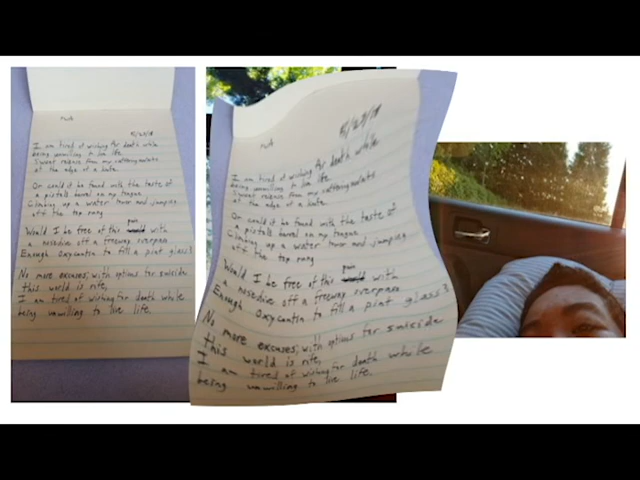 I am tired of wishing for death while
being unwilling to live life.
Sweet from my suffering awaits
at the edge of a knife.
Or could it be found with the taste of
a pistols barrel on my tongue
Climbing up a water tower and jumping
off the top rung
Would I be free of this pain with
a nosedive off a freeway overpass
Enough Oxycontin to fill a pint glass?
No more excuses, with options for suicide
this world is rife,
I am tired of wishing for death while
being unwilling to live life.
I am tired of wishing for death while
being unwilling to live life.
Sweet from my suffering awaits
at the edge of a knife.
Or could it be found with the taste of
a pistols barrel on my tongue
Climbing up a water tower and jumping
off the top rung
Would I be free of this pain with
a nosedive off a freeway overpass
Enough Oxycontin to fill a pint glass?
No more excuses, with options for suicide
this world is rife,
I am tired of wishing for death while
being unwilling to live life.